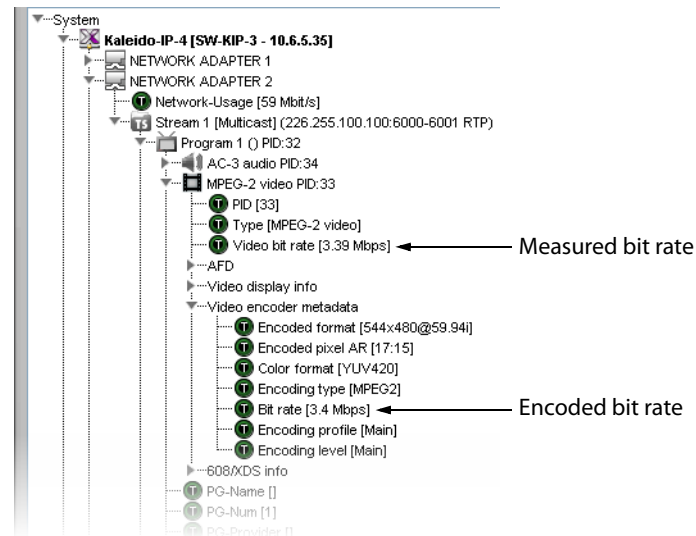 System
Kaleido-IP-4 [SW-KIP-3 - 10.6.5.35]
NETWORK ADAPTER 1
NETWORK ADAPTER 2
Network-Usage [59 Mbit/s]
Stream 1 [Multicast] (226.255.100.100:6000-6001 RTP)
Program 1 () PID:32
AC-3 audio PID:34
MPEG-2 video PID:33
PID [33]
Type [MPEG-2 video]
Video bit rate [3.39 Mbps] Measured bit rate
AFD
Video display info
Video encoder metadata
Encoded format [544x480@59.94i]
Encoded pixel AR [17:15]
Color format [YUV420]
Encoding type [MPEG2]
Bit rate [3.4 Mbps] Encoded bit rate
Encoding profile [Main]
Encoding level [Main]
608/XDS info
PG-Name []
PG-Num [1]
PG-Provider []